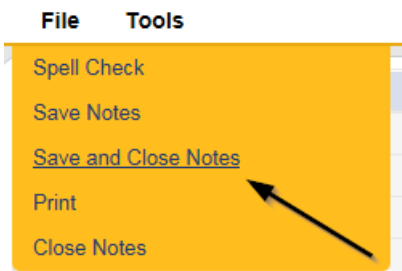 File Tools
Spell Check
Save Notes
Save and Close Notes
Print
Close Notes